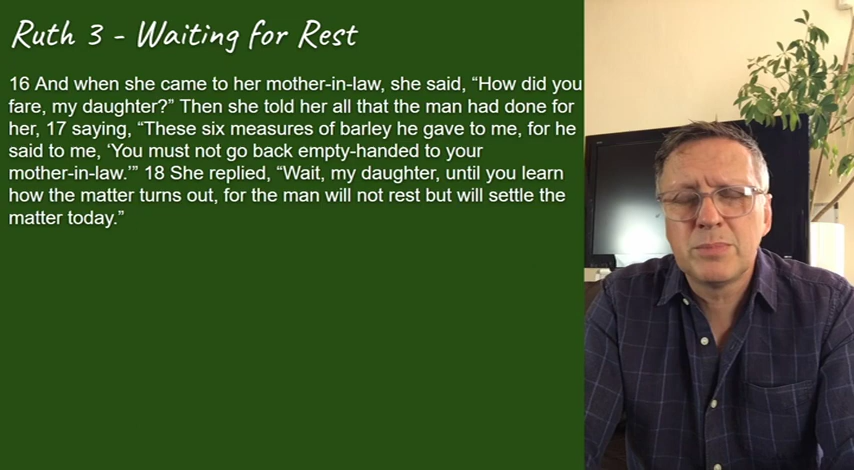 Ruth 3 - Waiting for Rest
16 And when she came to her mother-in-law, she said, “How did you
fare, my daughter?” Then she told her all that the man had done for
her, 17 saying, “These six measures of barley he gave to me, for he
said to me, ‘You must not go back empty-handed to your
mother-in-law.’” 18 She replied, “Wait, my daughter, until you learn
how the matter turns out, for the man will not rest but will settle the
matter today.”